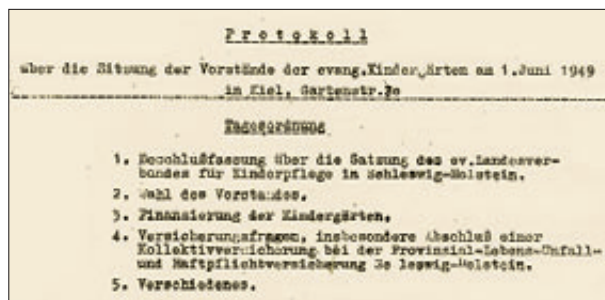 Protokoll
über die Sitzung der Vorstände der evang.Kindergärten am 1.Juni 1949
in Kiel, Gartenstr.
Tagesordnung
1. Beschlußfassung über die Satzung des ev.Landesver-
bandes für Kinderpflege in Schleswig-Holstein.
2. Wahl des Vorstandes.
3. Finanzierung der Kindergärten.
4. Versicherungsfragen, insbesondere Abschluß einer
Kollektivversicherung bei der Provinzial-Lebens-Unfall-
und Haftpflichtversicherung Schleswig-Holstein.
5. Verschiedenes.